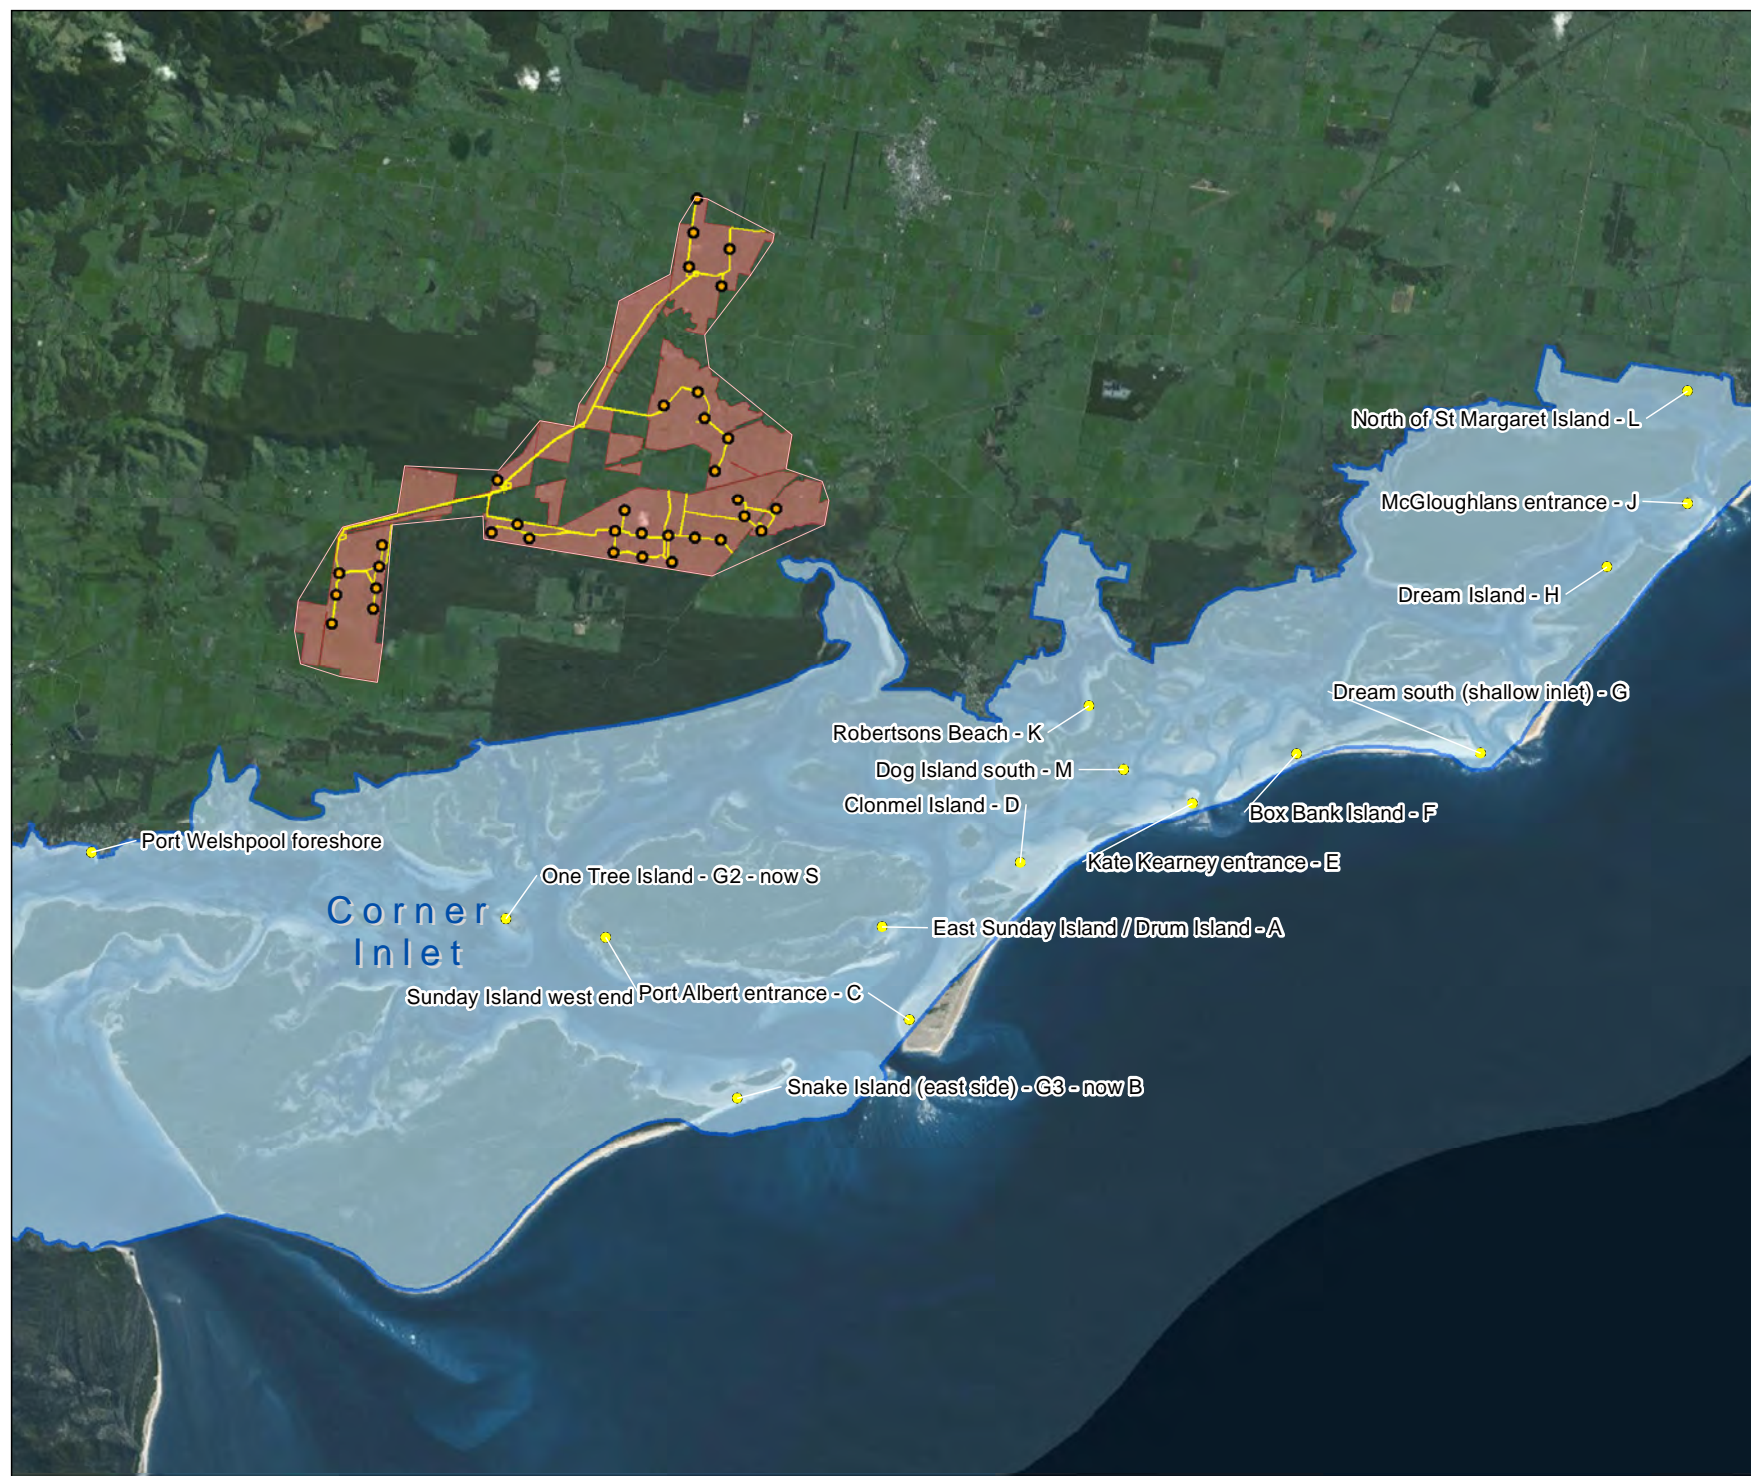 North of St Margaret Island - L
McGloughlans entrance - J
Dream Island - H
Dream south (shallow inlet) - G
Robertsons Beach - K
Dog Island south - M
Clonmel Island - D
Box Bank Island - F
Port Welshpool foreshore
Kate Kearney entrance - E
One Tree Island - G2 - now S
Corner
Inlet
East Sunday Island / Drum Island - A
Sunday Island west end
Port Albert entrance - C
Snake Island (east side) - G3 - now B